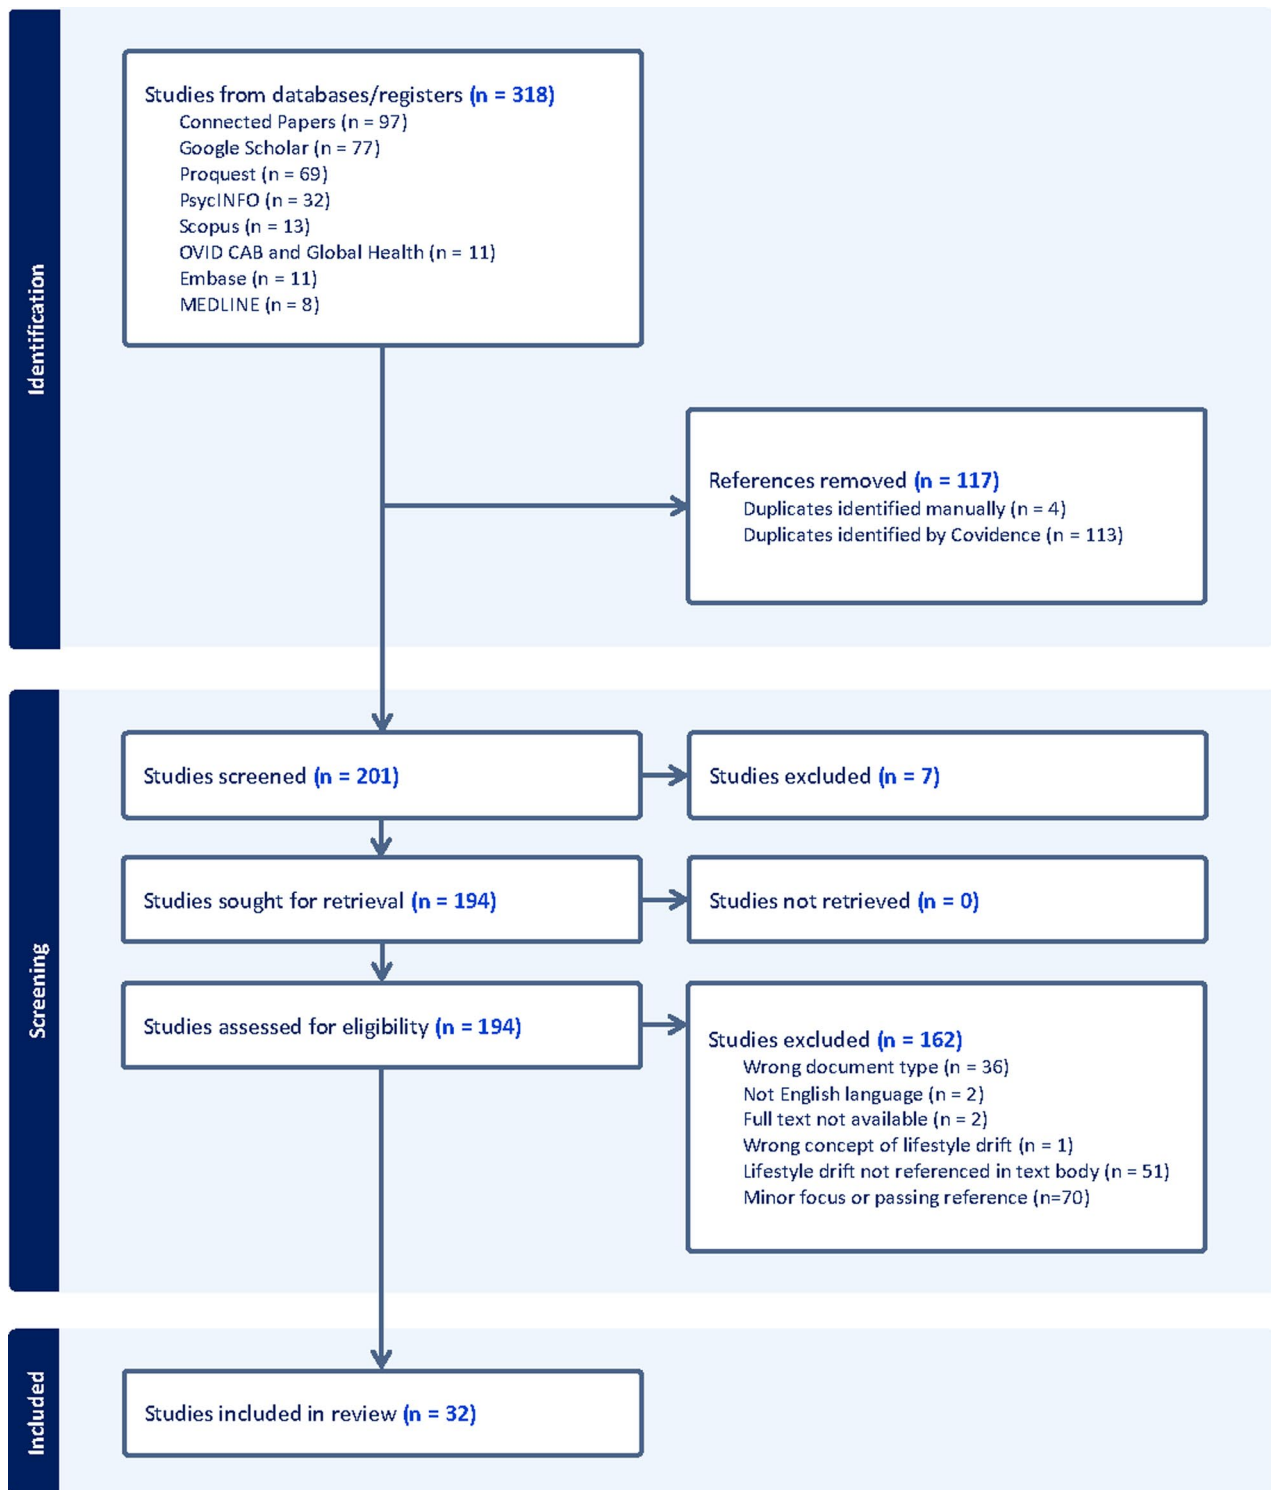 Identification
Studies from databases/registers (n = 318)
Connected Papers (n = 97)
Google Scholar (n = 77)
Proquest (n = 69)
PsycINFO (n = 32)
Scopus (n = 13)
OVID CAB and Global Health (n = 11)
Embase (n = 11)
MEDLINE (n = 8)
References removed (n = 117)
Duplicates identified manually (n = 4)
Duplicates identified by Covidence (n = 113)
Screening
Studies screened (n = 201)
Studies excluded (n = 7)
Studies sought for retrieval (n = 194)
Studies not retrieved (n = 0)
Studies assessed for eligibility (n = 194)
Studies excluded (n = 162)
Wrong document type (n = 36)
Not English language (n = 2)
Full text not available (n = 2)
Wrong concept of lifestyle drift (n = 1)
Lifestyle drift not referenced in text body (n = 51)
Minor focus or passing reference (n=70)
Included
Studies included in review (n = 32)